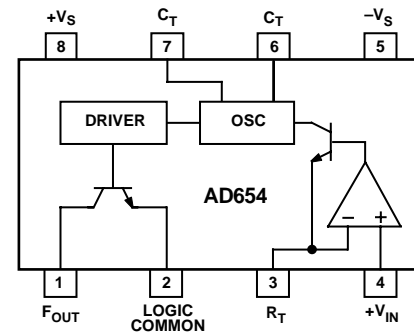 +VS CT CT –VS
8 7 6 5
DRIVER OSC
AD654
– +
1 2 3 4
FOUT LOGIC COMMON RT +VIN